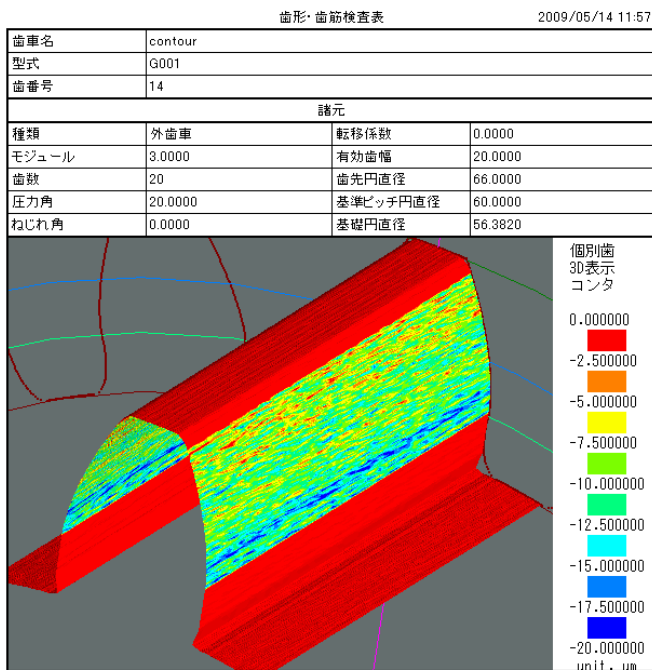 歯形・歯筋検査表 2009/05/14 11:57
歯車名 contour
型式 G001
歯番号 14
諸元
種類 外歯車 転移係数 0.0000
モジュール 3.0000 有効歯幅 20.0000
歯数 20 歯先円直径 66.0000
圧力角 20.0000 基準ピッチ円直径 60.0000
ねじれ角 0.0000 基礎円直径 56.3820
個別歯
3D表示
コンタ
0.000000
-2.500000
-5.000000
-7.500000
-10.000000
-12.500000
-15.000000
-17.500000
-20.000000
unit. μm